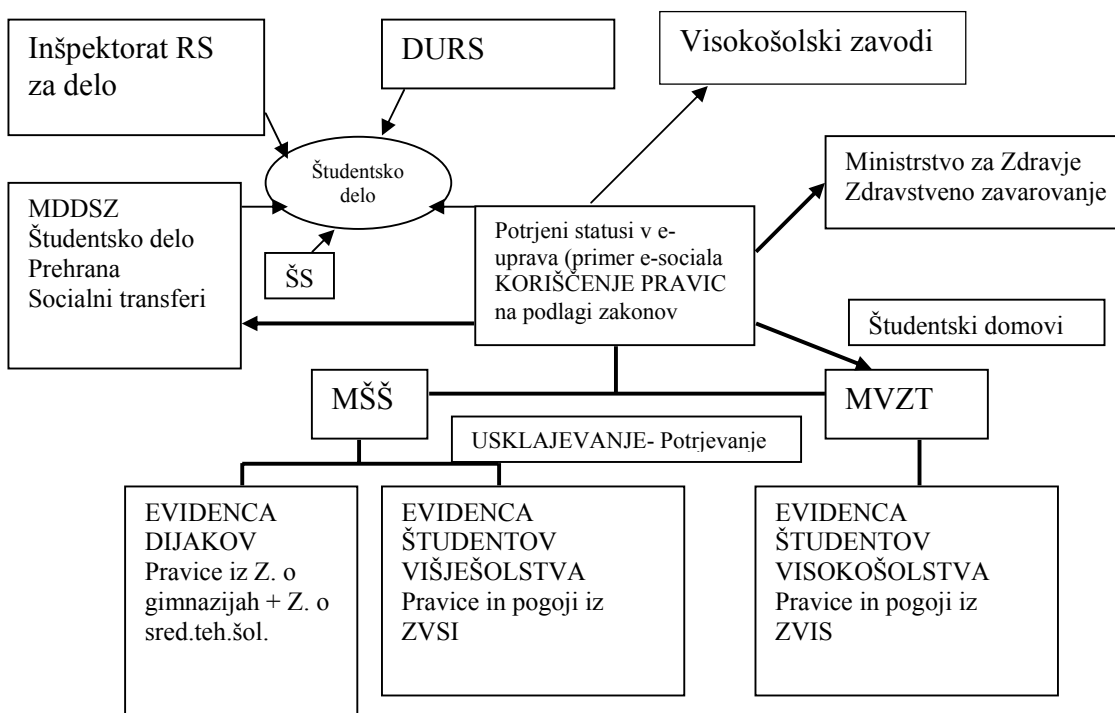 Inšpektorat RS
za delo
DURS
Visokošolski zavodi
Študentsko
delo
Ministrstvo za Zdravje
Zdravstveno zavarovanje
MDDSZ
Študentsko delo
Prehrana
Socialni transferi
ŠS
Potrjeni statusi v e-
uprava (primer e-sociala
KORIŠČENJE PRAVIC
na podlagi zakonov
Študentski domovi
MŠŠ
MVZT
USKLAJEVANJE- Potrjevanje
EVIDENCA
DIJAKOV
Pravice iz Z. o
gimnazijah + Z. o
sred.teh.šol.
EVIDENCA
ŠTUDENTOV
VIŠJEŠOLSTVA
Pravice in pogoji iz
ZVSI
EVIDENCA
ŠTUDENTOV
VISOKOŠOLSTVA
Pravice in pogoji iz
ZVIS